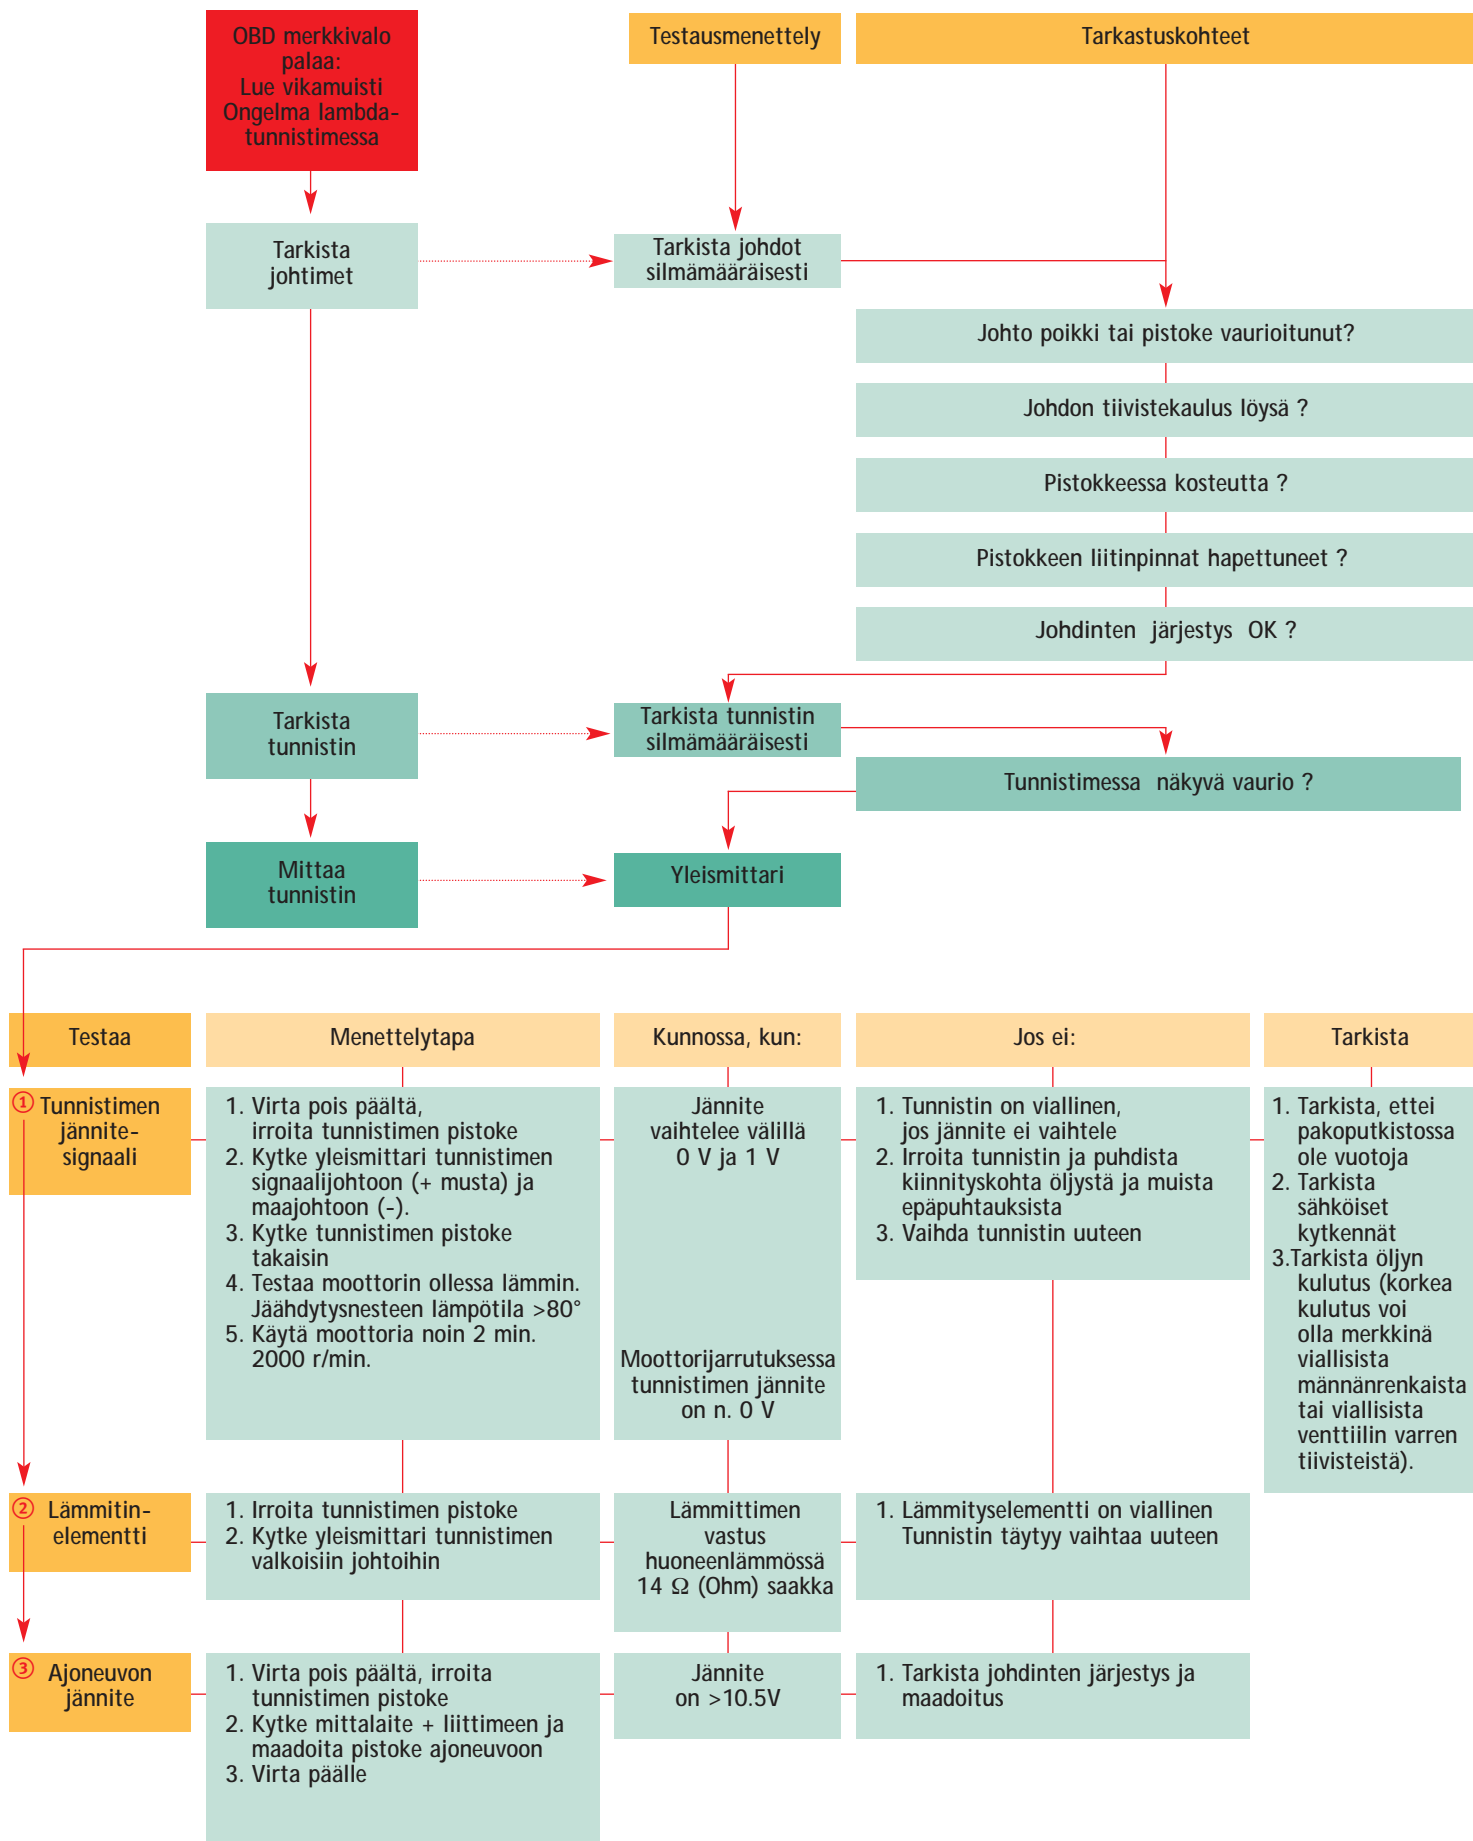 OBD merkkivalo
palaa:
Lue vikamuisti
Ongelma lambda-
tunnistimessa
Testausmenettely
Tarkastuskohteet
Tarkista
johtimet
Tarkista johdot
silmämääräisesti
Johto poikki tai pistoke vaurioitunut?
Johdon tiivistekaulus löysä ?
Pistokkeessa kosteutta ?
Pistokkeen liitinpinnat hapettuneet ?
Johdinten järjestys OK ?
Tarkista
tunnistin
Tarkista tunnistin
silmämääräisesti
Tunnistimessa näkyvä vaurio ?
Mittaa
tunnistin
Yleismittari
Testaa
Menettelytapa
Kunnossa, kun:
Jos ei:
Tarkista
① Tunnistimen
jännite-
signaali
1. Virta pois päältä,
irroita tunnistimen pistoke
2. Kytke yleismittari tunnistimen
signaalijohtoon (+ musta) ja
maajohtoon (-).
3. Kytke tunnistimen pistoke
takaisin
4. Testaa moottorin ollessa lämmin.
Jäähdytysnesteen lämpötila >80°
5. Käytä moottoria noin 2 min.
2000 r/min.
Jännite
vaihtelee välillä
0 V ja 1 V
Moottorijarrutuksessa
tunnistimen jännite
on n. 0 V
1. Tunnistin on viallinen,
jos jännite ei vaihtele
2. Irroita tunnistin ja puhdista
kiinnityskohta öljystä ja muista
epäpuhtauksista
3. Vaihda tunnistin uuteen
1. Tarkista, ettei
pakoputkistossa
ole vuotoja
2. Tarkista
sähköiset
kytkennät
3.Tarkista öljyn
kulutus (korkea
kulutus voi
olla merkkinä
viallisista
männänrenkaista
tai viallisista
venttiilin varren
tiivisteistä).
② Lämmitin-
elementti
1. Irroita tunnistimen pistoke
2. Kytke yleismittari tunnistimen
valkoisiin johtoihin
Lämmittimen
vastus
huoneenlämmössä
14 Ω (Ohm) saakka
1. Lämmityselementti on viallinen
Tunnistin täytyy vaihtaa uuteen
③ Ajoneuvon
jännite
1. Virta pois päältä, irroita
tunnistimen pistoke
2. Kytke mittalaite + liittimeen ja
maadoita pistoke ajoneuvoon
3. Virta päälle
Jännite
on >10.5V
1. Tarkista johdinten järjestys ja
maadoitus